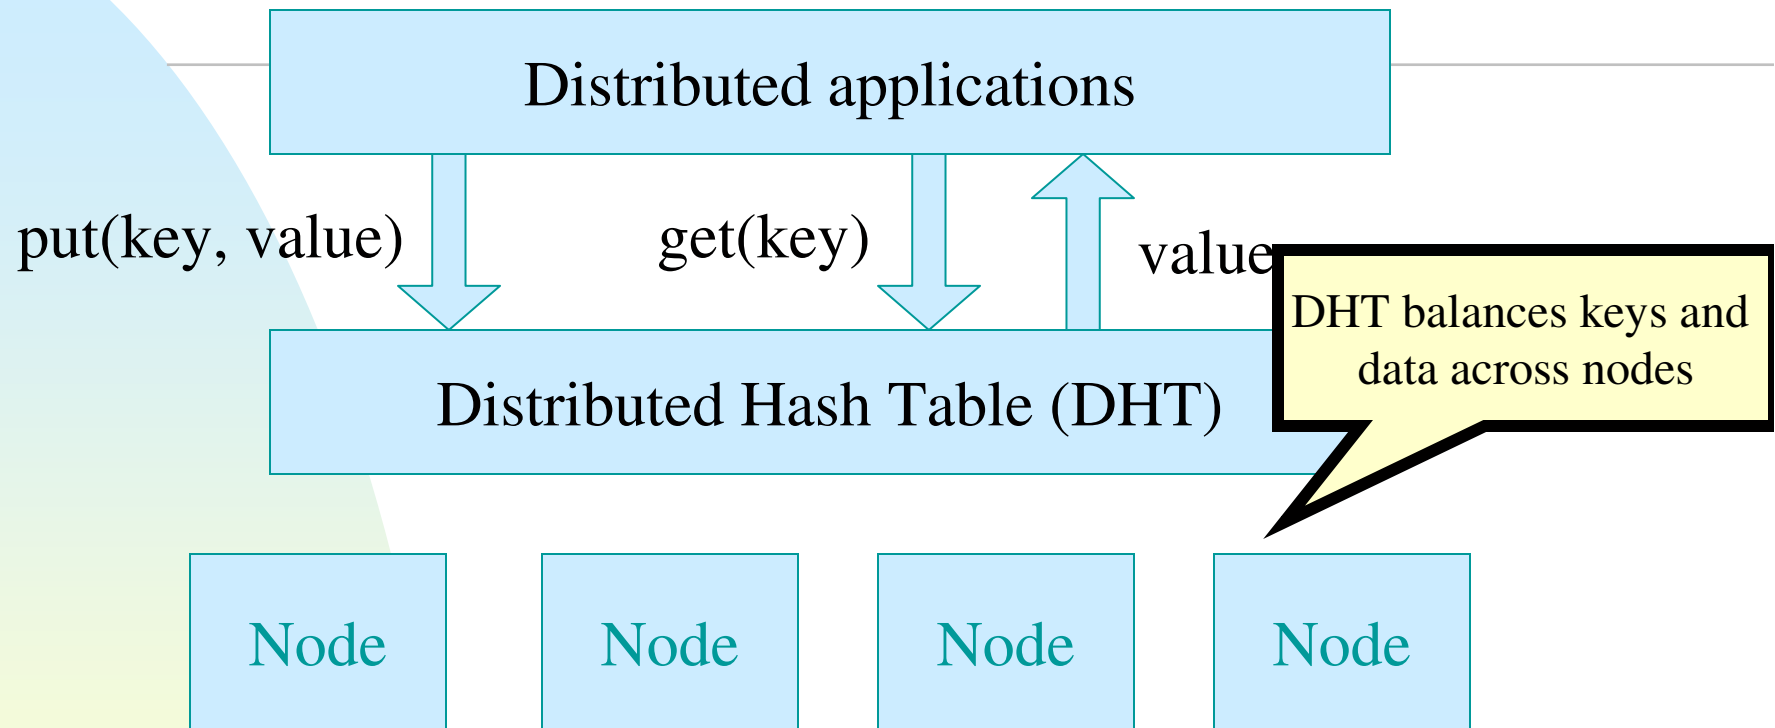 Distributed applications
put(key, value)
get(key)
value
DHT balances keys and
data across nodes
Distributed Hash Table (DHT)
Node
Node
Node
Node